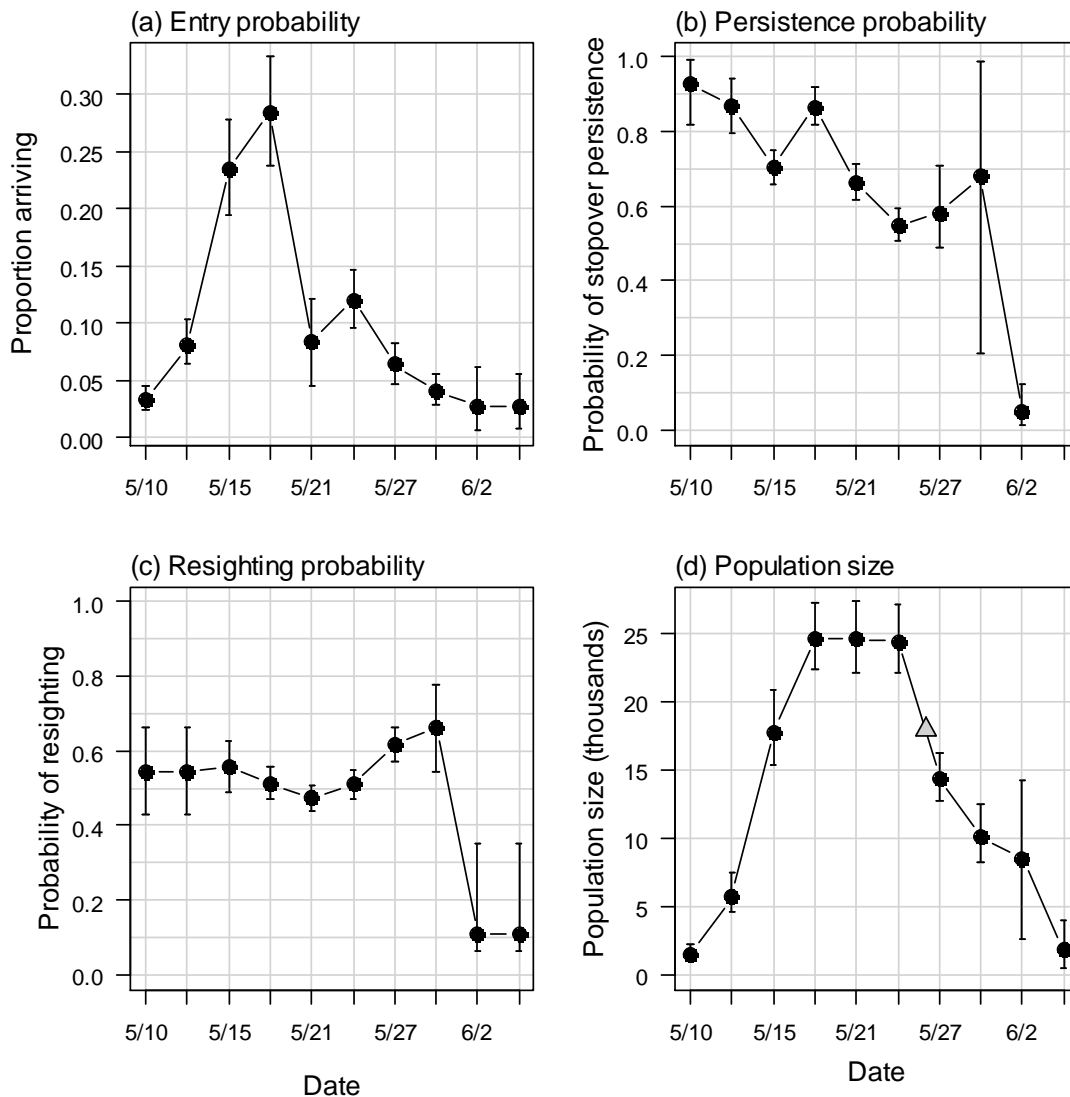 (a) Entry probability
Proportion arriving
0.30
0.25
0.20
0.15
0.10
0.05
0.00
5/10 5/15 5/21 5/27 6/2
(b) Persistence probability
Probability of stopover persistence
1.0
0.8
0.6
0.4
0.2
0.0
5/10 5/15 5/21 5/27 6/2
(c) Resighting probability
Probability of resighting
1.0
0.8
0.6
0.4
0.2
0.0
5/10 5/15 5/21 5/27 6/2
Date
(d) Population size
Population size (thousands)
25
20
15
10
5
0
5/10 5/15 5/21 5/27 6/2
Date